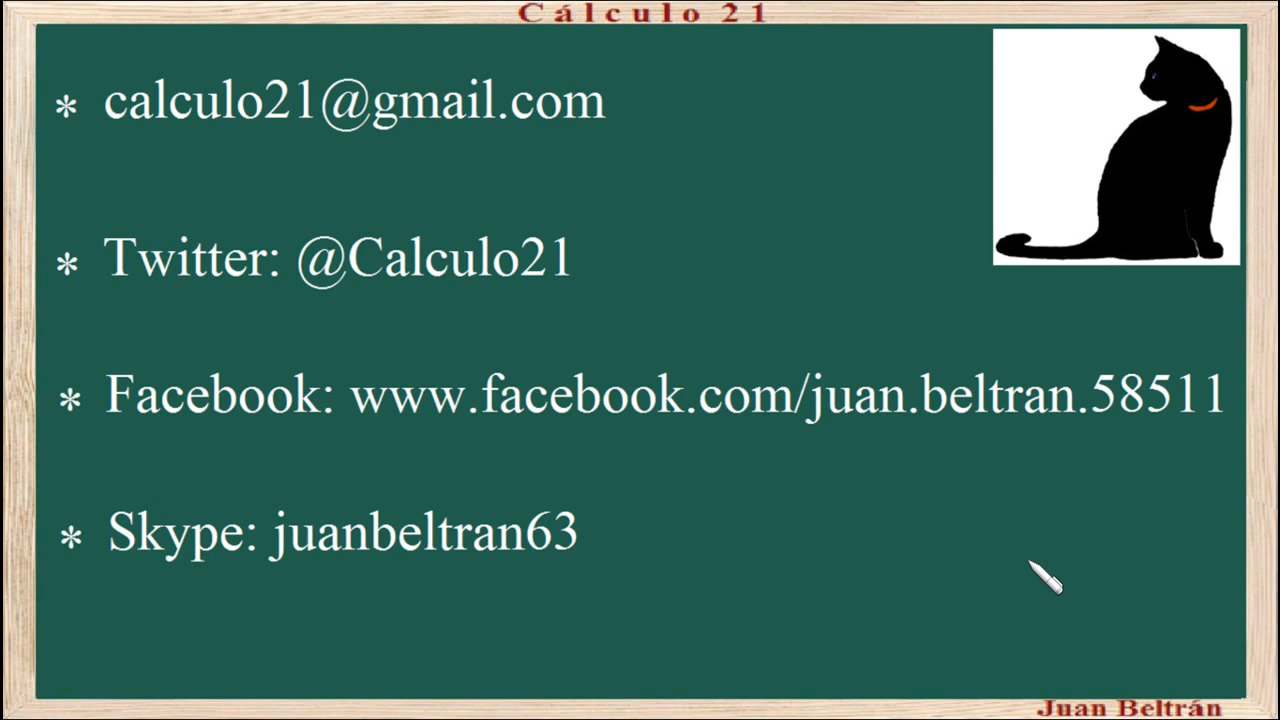 Cálculo 21
* calculo21@gmail.com
* Twitter: @Calculo21
* Facebook: www.facebook.com/juan.beltran.58511
* Skype: juanbeltran63
Juan Beltrán